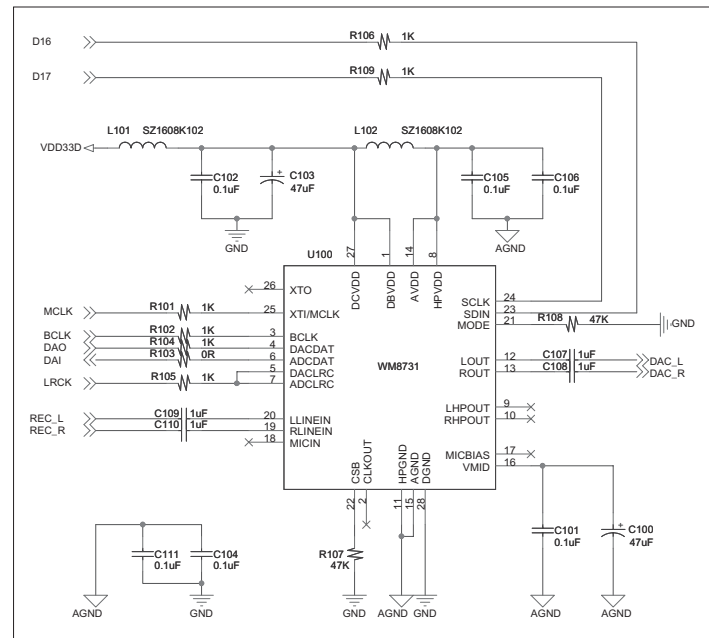 D16 R106 1K
D17 R109 1K
L101 SZ1608K102 L102 SZ1608K102
VDD33D
C102 0.1uF
C103 47uF
C105 0.1uF
C106 0.1uF
GND
AGND
U100
27 1 14 8
DCVDD DBVDD AVDD HPVDD
26 XTO
MCLK R101 1K 25 XTI/MCLK
BCLK R102 1K 3 BCLK
DAO R104 1K 4 DACDAT
DAI R103 0R 6 ADCDAT
5 DACLRC
LRCK R105 1K 7 ADCLRC
REC_L C109 1uF 20 LLINEIN
REC_R C110 1uF 19 RLINEIN
18 MICIN
WM8731
SCLK 24
SDIN 23
MODE 21 R108 47K GND
LOUT 12 C107 1uF DAC_L
ROUT 13 C108 1uF DAC_R
LHPOUT 9
RHPOUT 10
MICBIAS 17
VMID 16
CSB CLKOUT HPGND AGND DGND
22 2 11 15 28
R107
47K
C111 0.1uF
C104 0.1uF
C101 0.1uF
C100 47uF
AGND GND GND AGND GND AGND AGND